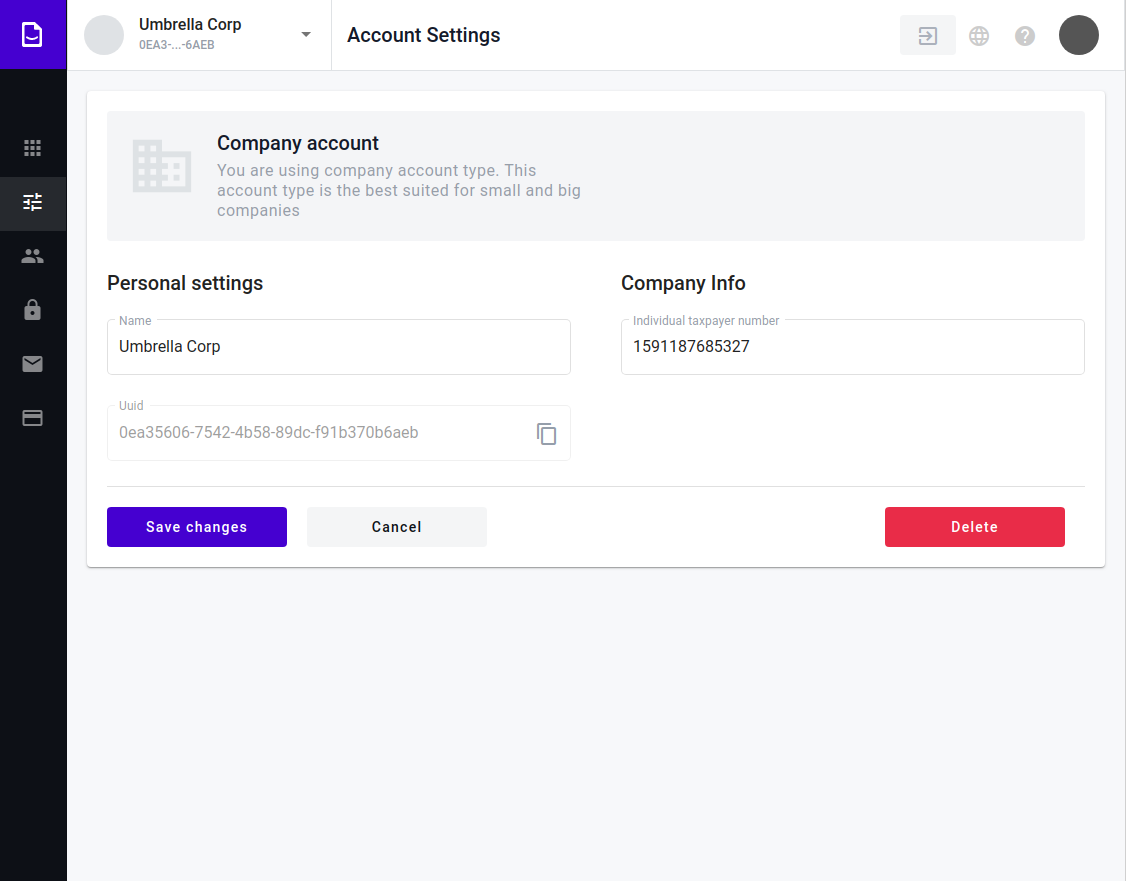 Umbrella Corp
0EA3-...-6AEB
Account Settings
Company account
You are using company account type. This
account type is the best suited for small and big
companies
Personal settings
Company Info
Name
Umbrella Corp
Individual taxpayer number
1591187685327
Uuid
0ea35606-7542-4b58-89dc-f91b370b6aeb
Save changes
Cancel
Delete